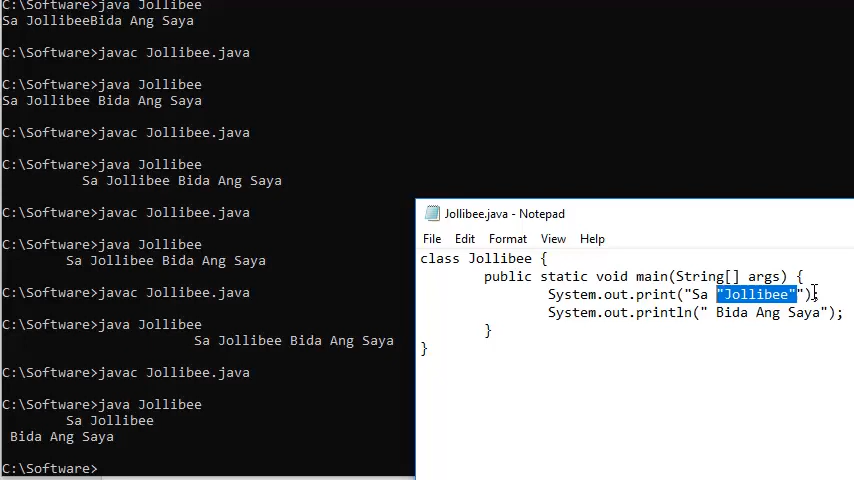 C:\Software>java Jollibee
Sa JollibeeBida Ang Saya
C:\Software>javac Jollibee.java
C:\Software>java Jollibee
Sa Jollibee Bida Ang Saya
C:\Software>javac Jollibee.java
C:\Software>java Jollibee
Sa Jollibee Bida Ang Saya
C:\Software>javac Jollibee.java
C:\Software>java Jollibee
Sa Jollibee Bida Ang Saya
C:\Software>javac Jollibee.java
C:\Software>java Jollibee
Sa Jollibee Bida Ang Saya
C:\Software>javac Jollibee.java
C:\Software>java Jollibee
Sa Jollibee
Bida Ang Saya
C:\Software>
Jollibee.java - Notepad
File Edit Format View Help
class Jollibee {
public static void main(String[] args) {
System.out.print("Sa "Jollibee"");
System.out.println(" Bida Ang Saya");
}
}